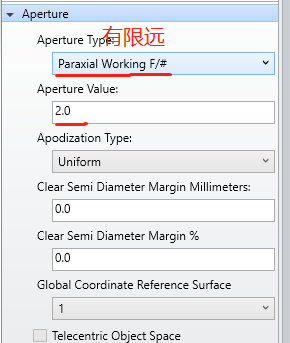 Aperture
有限远
Aperture Type:
Paraxial Working F/#
Aperture Value:
2.0
Apodization Type:
Uniform
Clear Semi Diameter Margin Millimeters:
0.0
Clear Semi Diameter Margin %
0.0
Global Coordinate Reference Surface
1
Telecentric Object Space